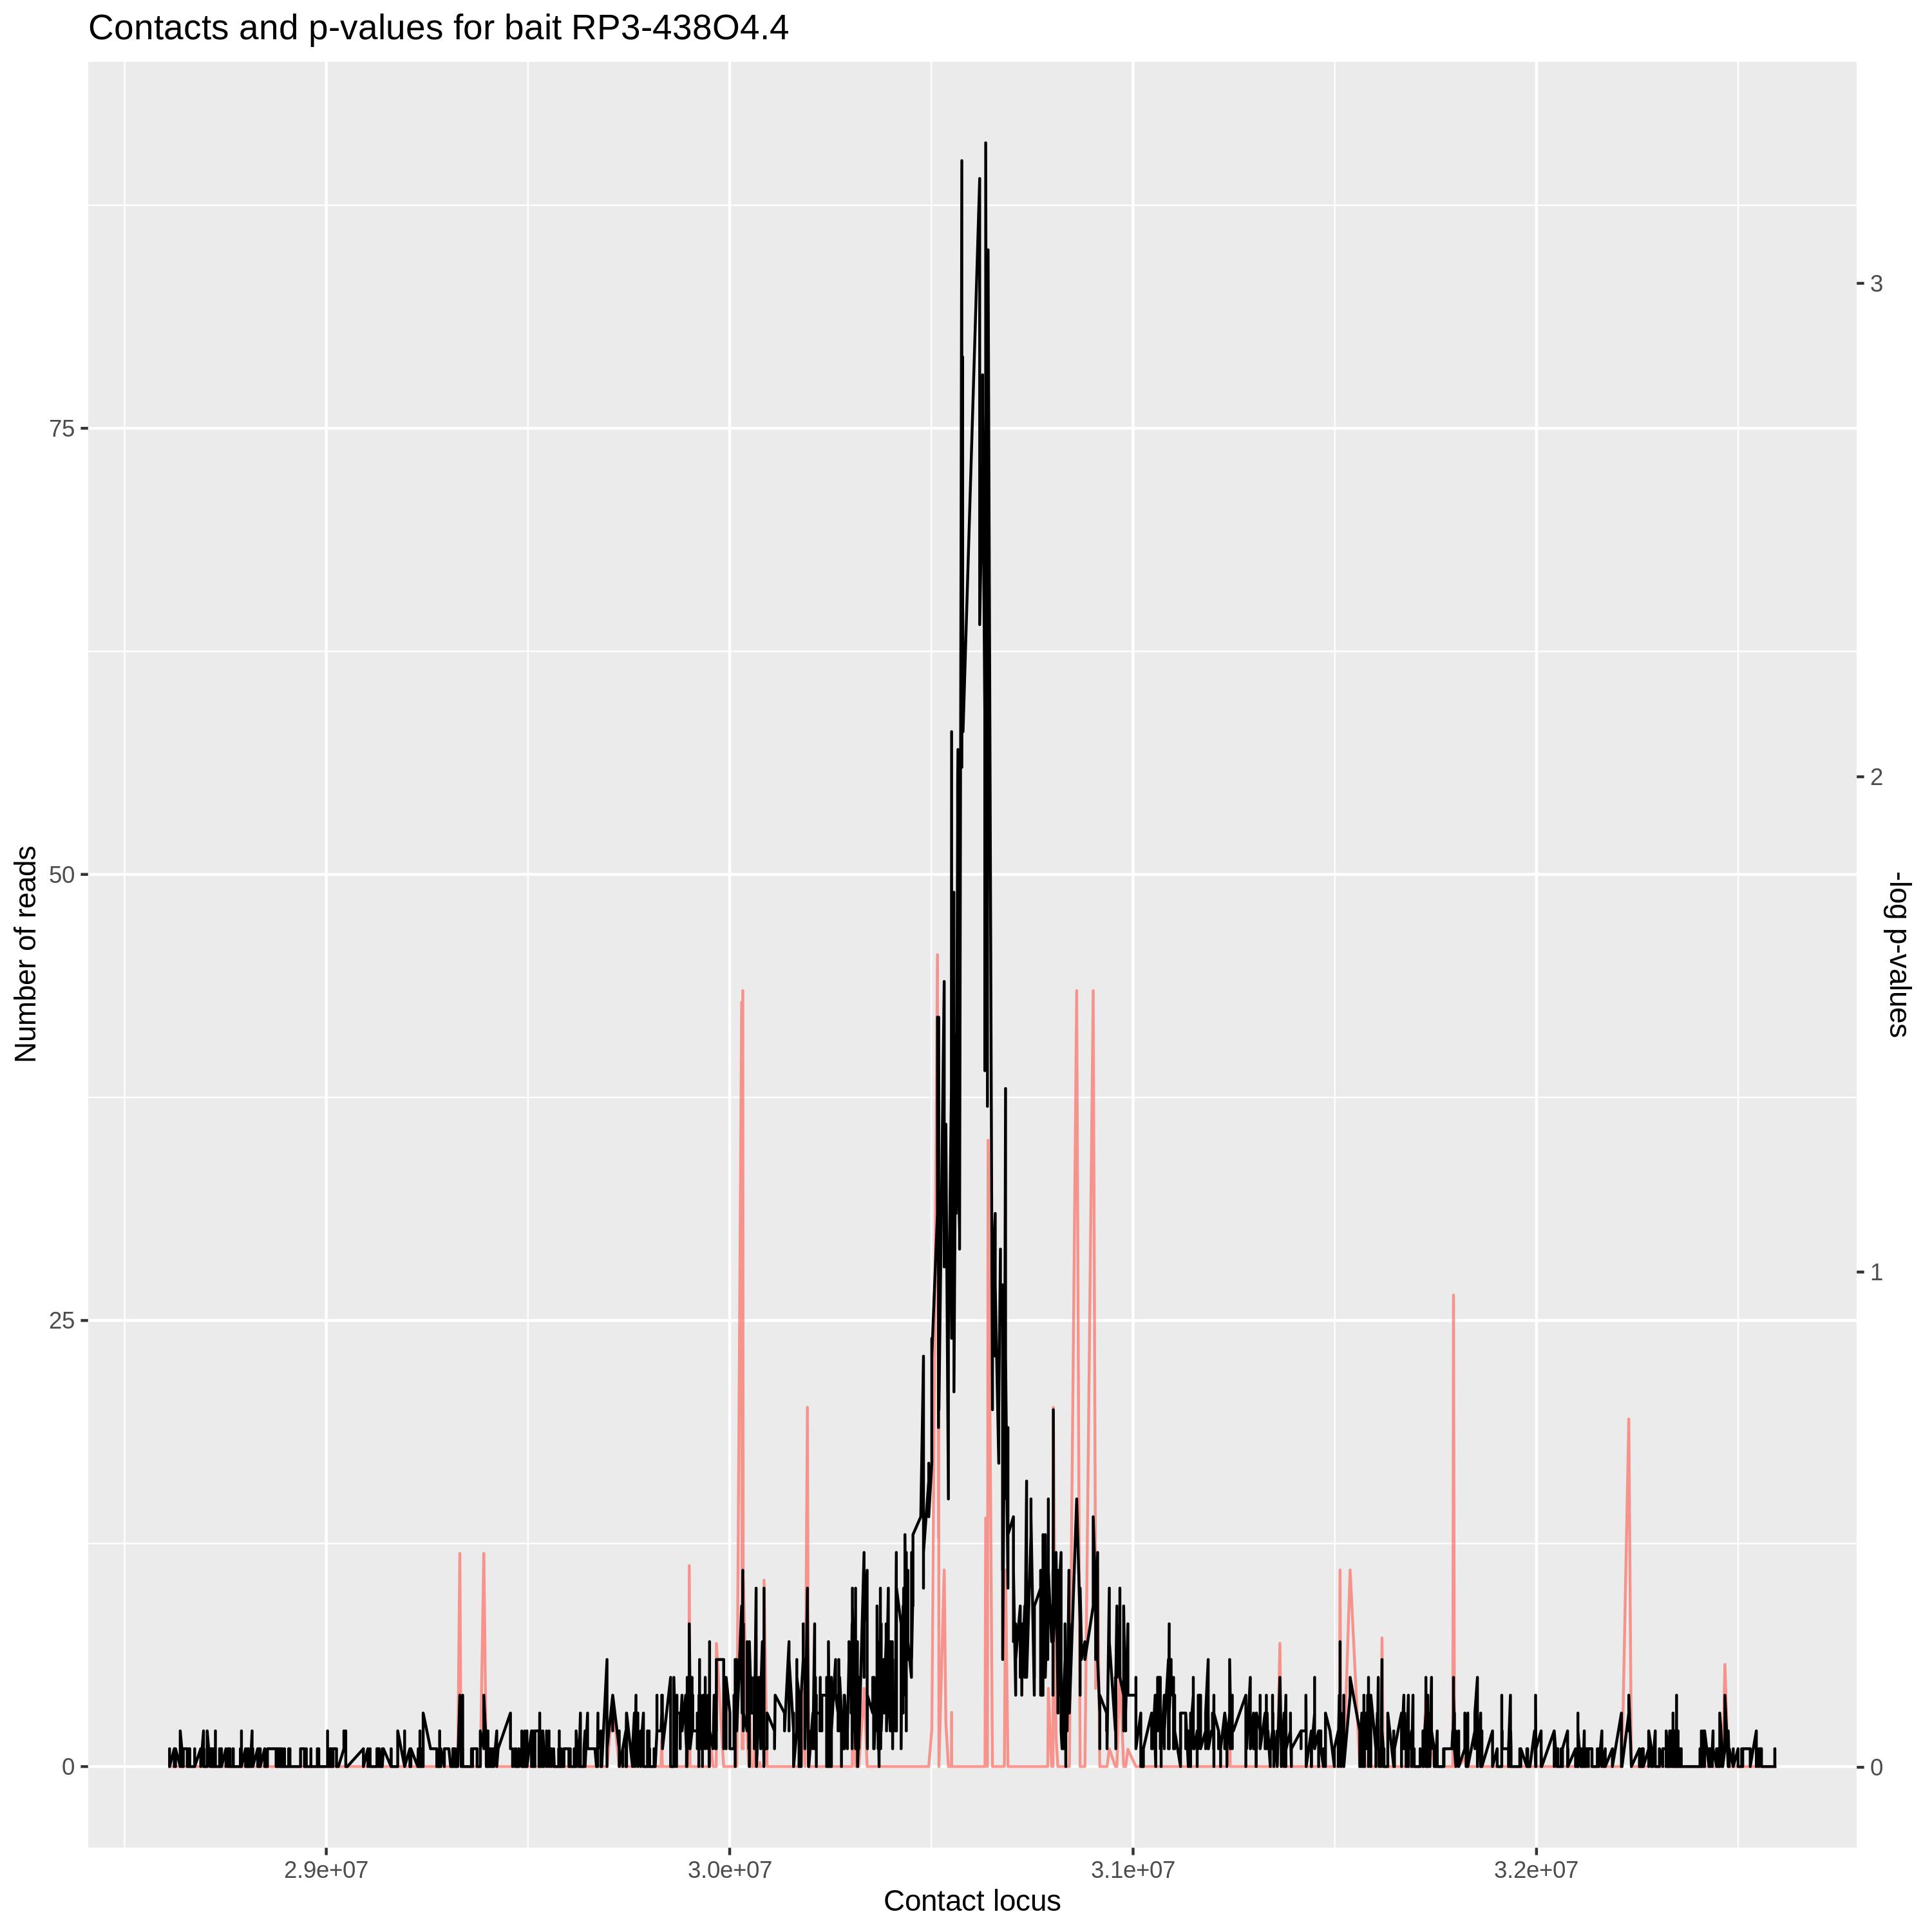 Contacts and p-values for bait RP3-438O4.4
Number of reads
75
50
25
0
3
2
1
0
-log p-values
2.9e+07 3.0e+07 3.1e+07 3.2e+07
Contact locus